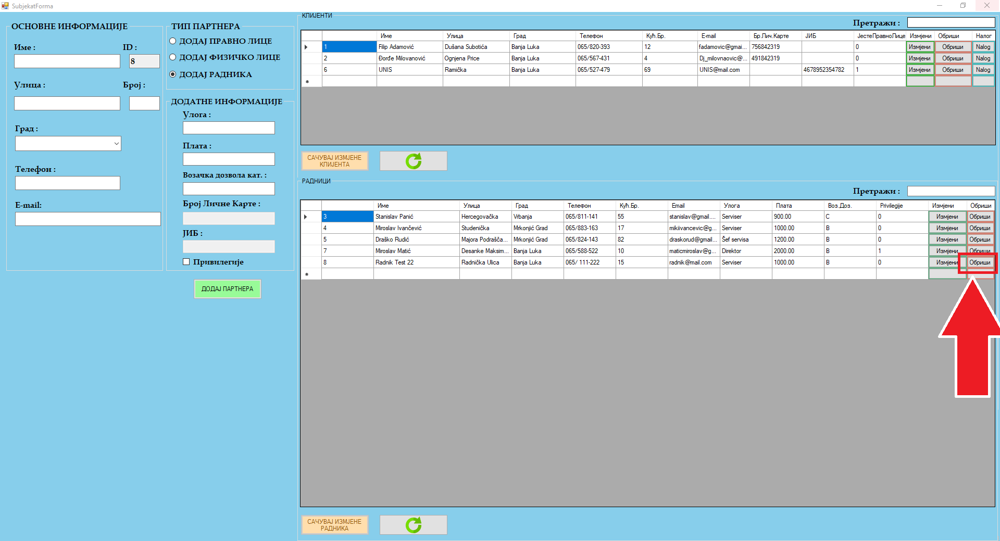 SubjekatForma
ОСНОВНЕ ИНФОРМАЦИЈЕ
Име :
ID :
8
Улица :
Број :
Град :
Телефон :
E-mail:
ТИП ПАРТНЕРА
ДОДАЈ ПРАВНО ЛИЦЕ
ДОДАЈ ФИЗИЧКО ЛИЦЕ
ДОДАЈ РАДНИКА
ДОДАТНЕ ИНФОРМАЦИЈЕ
Улога :
Плата :
Возачка дозвола кат. :
Број Личне Карте :
ЈИБ :
Привилегије
ДОДАЈ ПАРТНЕРА
КЛИЈЕНТИ
Претражи :
Име Улица Град Телефон Кућ.Бр. E-mail Бр.Лич.Карте ЈИБ ЈестеПравноЛице Измјени Обриши Налог
1 Filip Adamović Dušana Subotića Banja Luka 065/820-393 12 fadamovic@gmai... 756842319 0 Измјени Обриши Nalog
2 Đorđe Milovanović Ognjena Price Banja Luka 065/567-431 4 Dj_milovnaovic@... 491842319 0 Измјени Обриши Nalog
6 UNIS Ramička Banja Luka 065/527-479 69 UNIS@mail.com 4678952354782 1 Измјени Обриши Nalog
САЧУВАЈ ИЗМЈЕНЕ
КЛИЈЕНТА
РАДНИЦИ
Претражи :
Име Улица Град Телефон Кућ.Бр. Email Улога Плата Воз.Доз. Privilegije Измјени Обриши
3 Stanislav Panić Hercegovačka Vrbanja 065/811-141 55 stanislav@gmail.... Serviser 900.00 C 0 Измјени Обриши
4 Miroslav Ivančević Studenička Mrkonjić Grad 065/883-163 17 mikiivancevic@g... Serviser 1000.00 B 0 Измјени Обриши
5 Draško Rudić Majora Podrašča... Mrkonjić Grad 065/824-143 82 draskorud@gmail... Šef servisa 1200.00 B 0 Измјени Обриши
7 Miroslav Matić Desanke Maksim... Banja Luka 065/588-522 10 maticmiroslav@g... Direktor 2000.00 B 1 Измјени Обриши
8 Radnik Test 22 Radnička Ulica Banja Luka 065/ 111-222 15 radnik@mail.com Serviser 1000.00 B 0 Измјени Обриши
САЧУВАЈ ИЗМЈЕНЕ
РАДНИКА